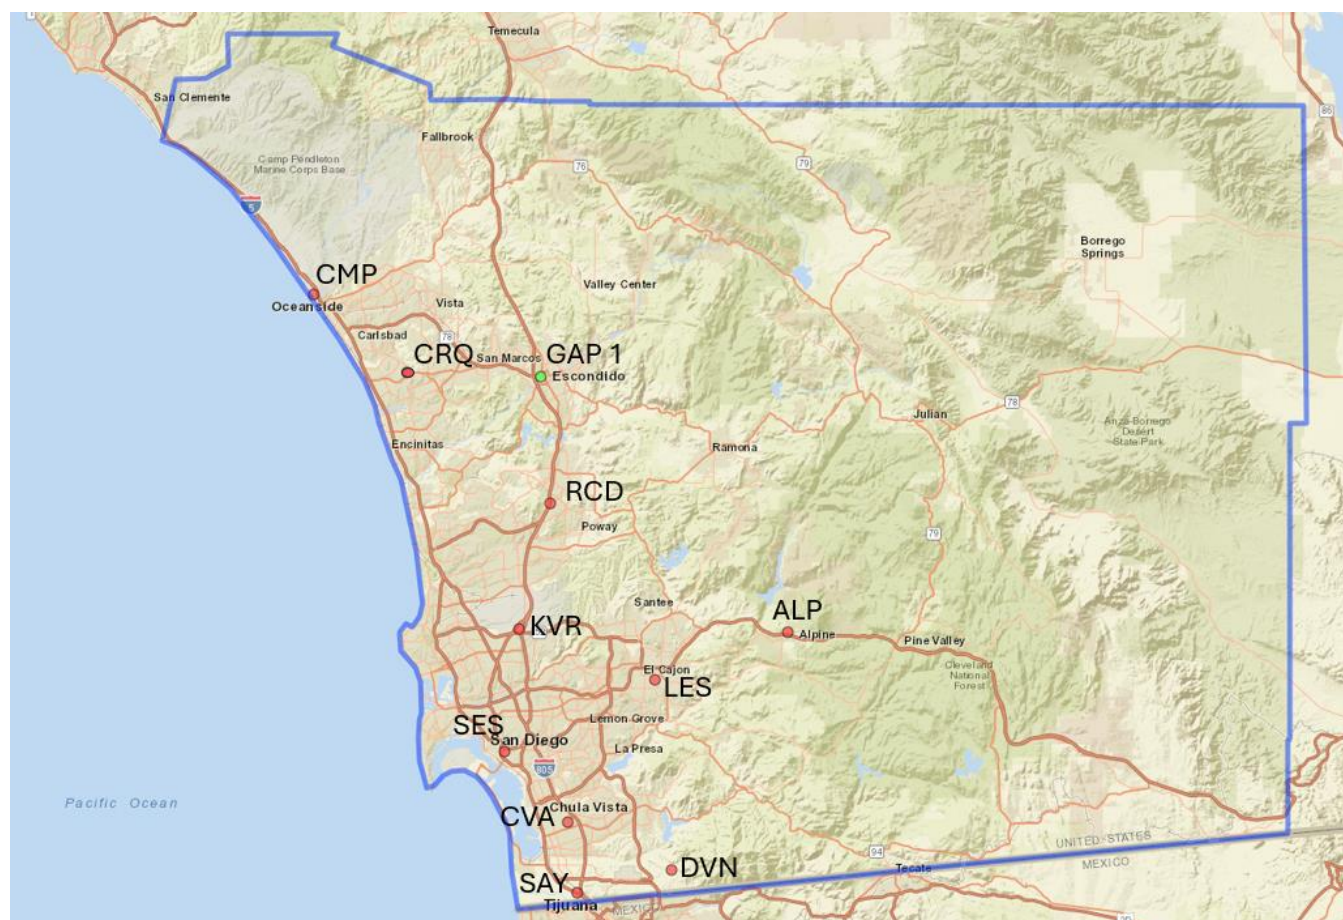 Temecula
San Clemente
86
Fallbrook
Camp Pendleton
Marine Corps Base
76
79
5
Borrego
Springs
CMP
Oceanside
Valley Center
Vista
Carlsbad
78
CRQ
San Marcos
GAP 1
Escondido
78
Julian
Anza-Borrego
Desert
State Park
Encinitas
Ramona
RCD
Poway
79
Santee
ALP
Alpine
KVR
Pine Valley
El Cajon
LES
Cleveland
National
Forest
SES
San Diego
Lemon Grove
La Presa
805
Pacific Ocean
CVA
Chula Vista
UNITED STATES
MEXICO
94
Tecate
DVN
SAY
Tijuana
MEXICO